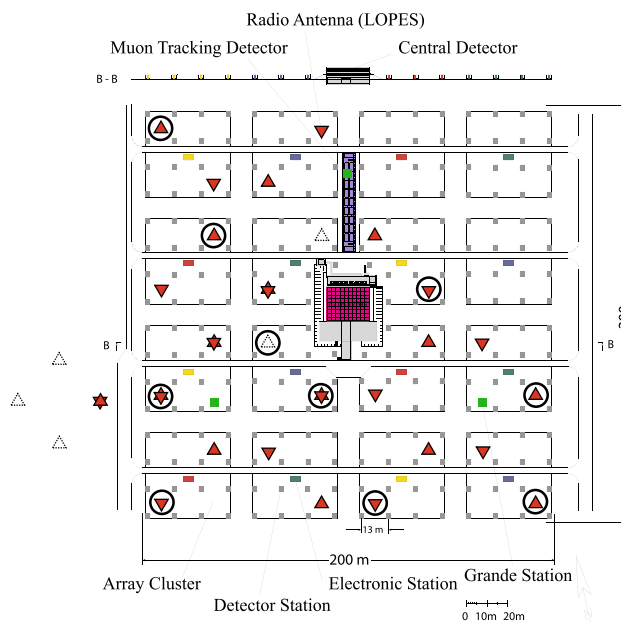 Radio Antenna (LOPES)
Muon Tracking Detector
Central Detector
B - B
B
B
13 m
200 m
Array Cluster
Electronic Station
Grande Station
Detector Station
0 10m 20m